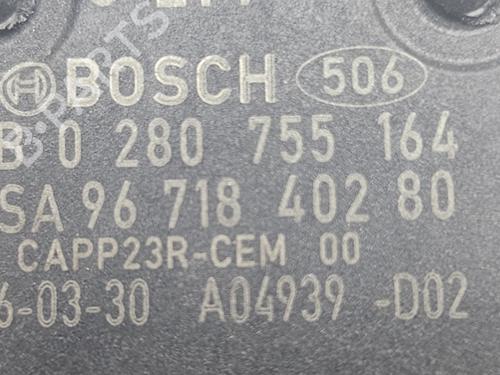 BOSCH 506
B 0 280 755 164
SA 96 718 402 80
CAPP23R-CEM 00
6-03-30 A04939 -D02
B-PARTS